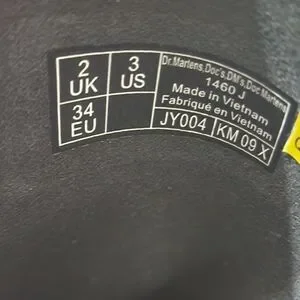 2 UK
3 US
34 EU
Dr.Martens,Doc's,DM's,Doc Martens
1460 J
Made in Vietnam
Fabriqué en Vietnam
JY004
KM 09 X